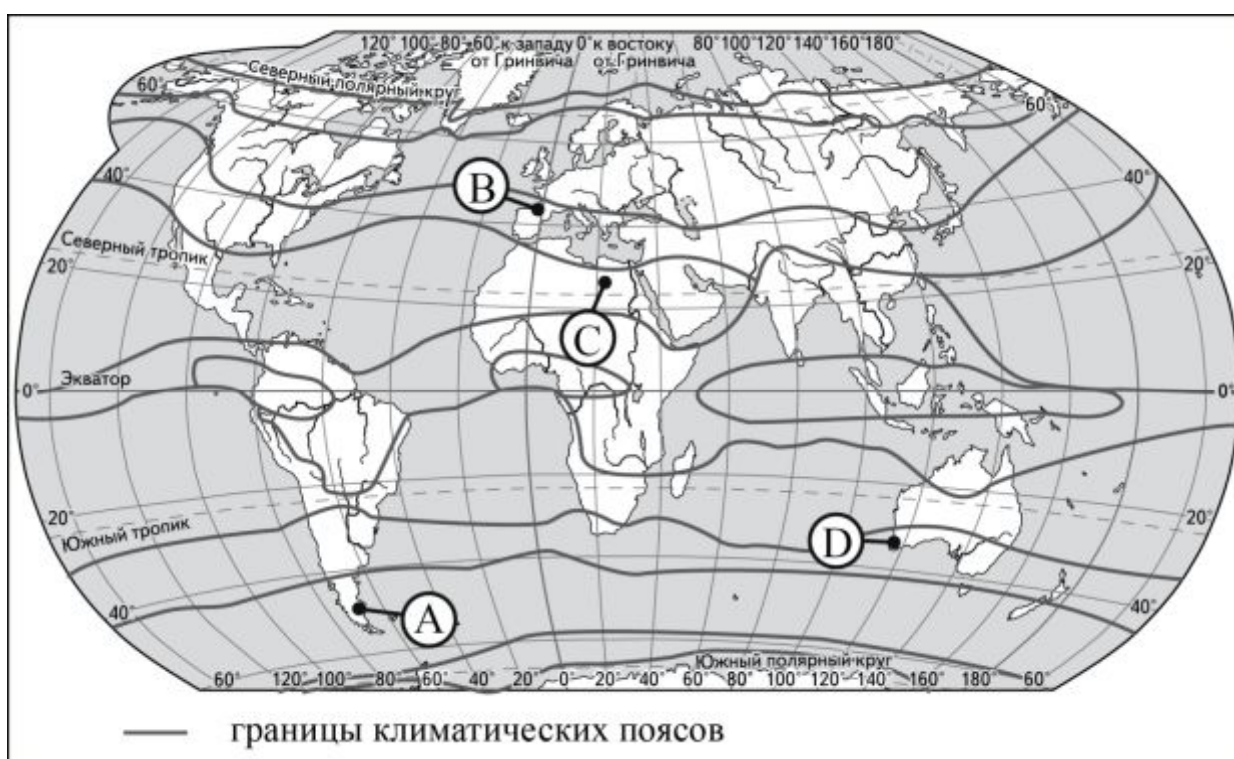 120° 100° 80° 60° к западу 0° к востоку 80° 100° 120° 140° 160° 180°
от Гринвича от Гринвича
Северный полярный круг
60° 60°
B
40° 40°
Северный тропик
20° 20°
C
Экватор
0° 0°
20° 20°
Южный тропик
D
40° 40°
A
Южный полярный круг
60° 120° 100° 80° 60° 40° 20° 0° 20° 40° 60° 80° 100° 120° 140° 160° 180° 60°
границы климатических поясов